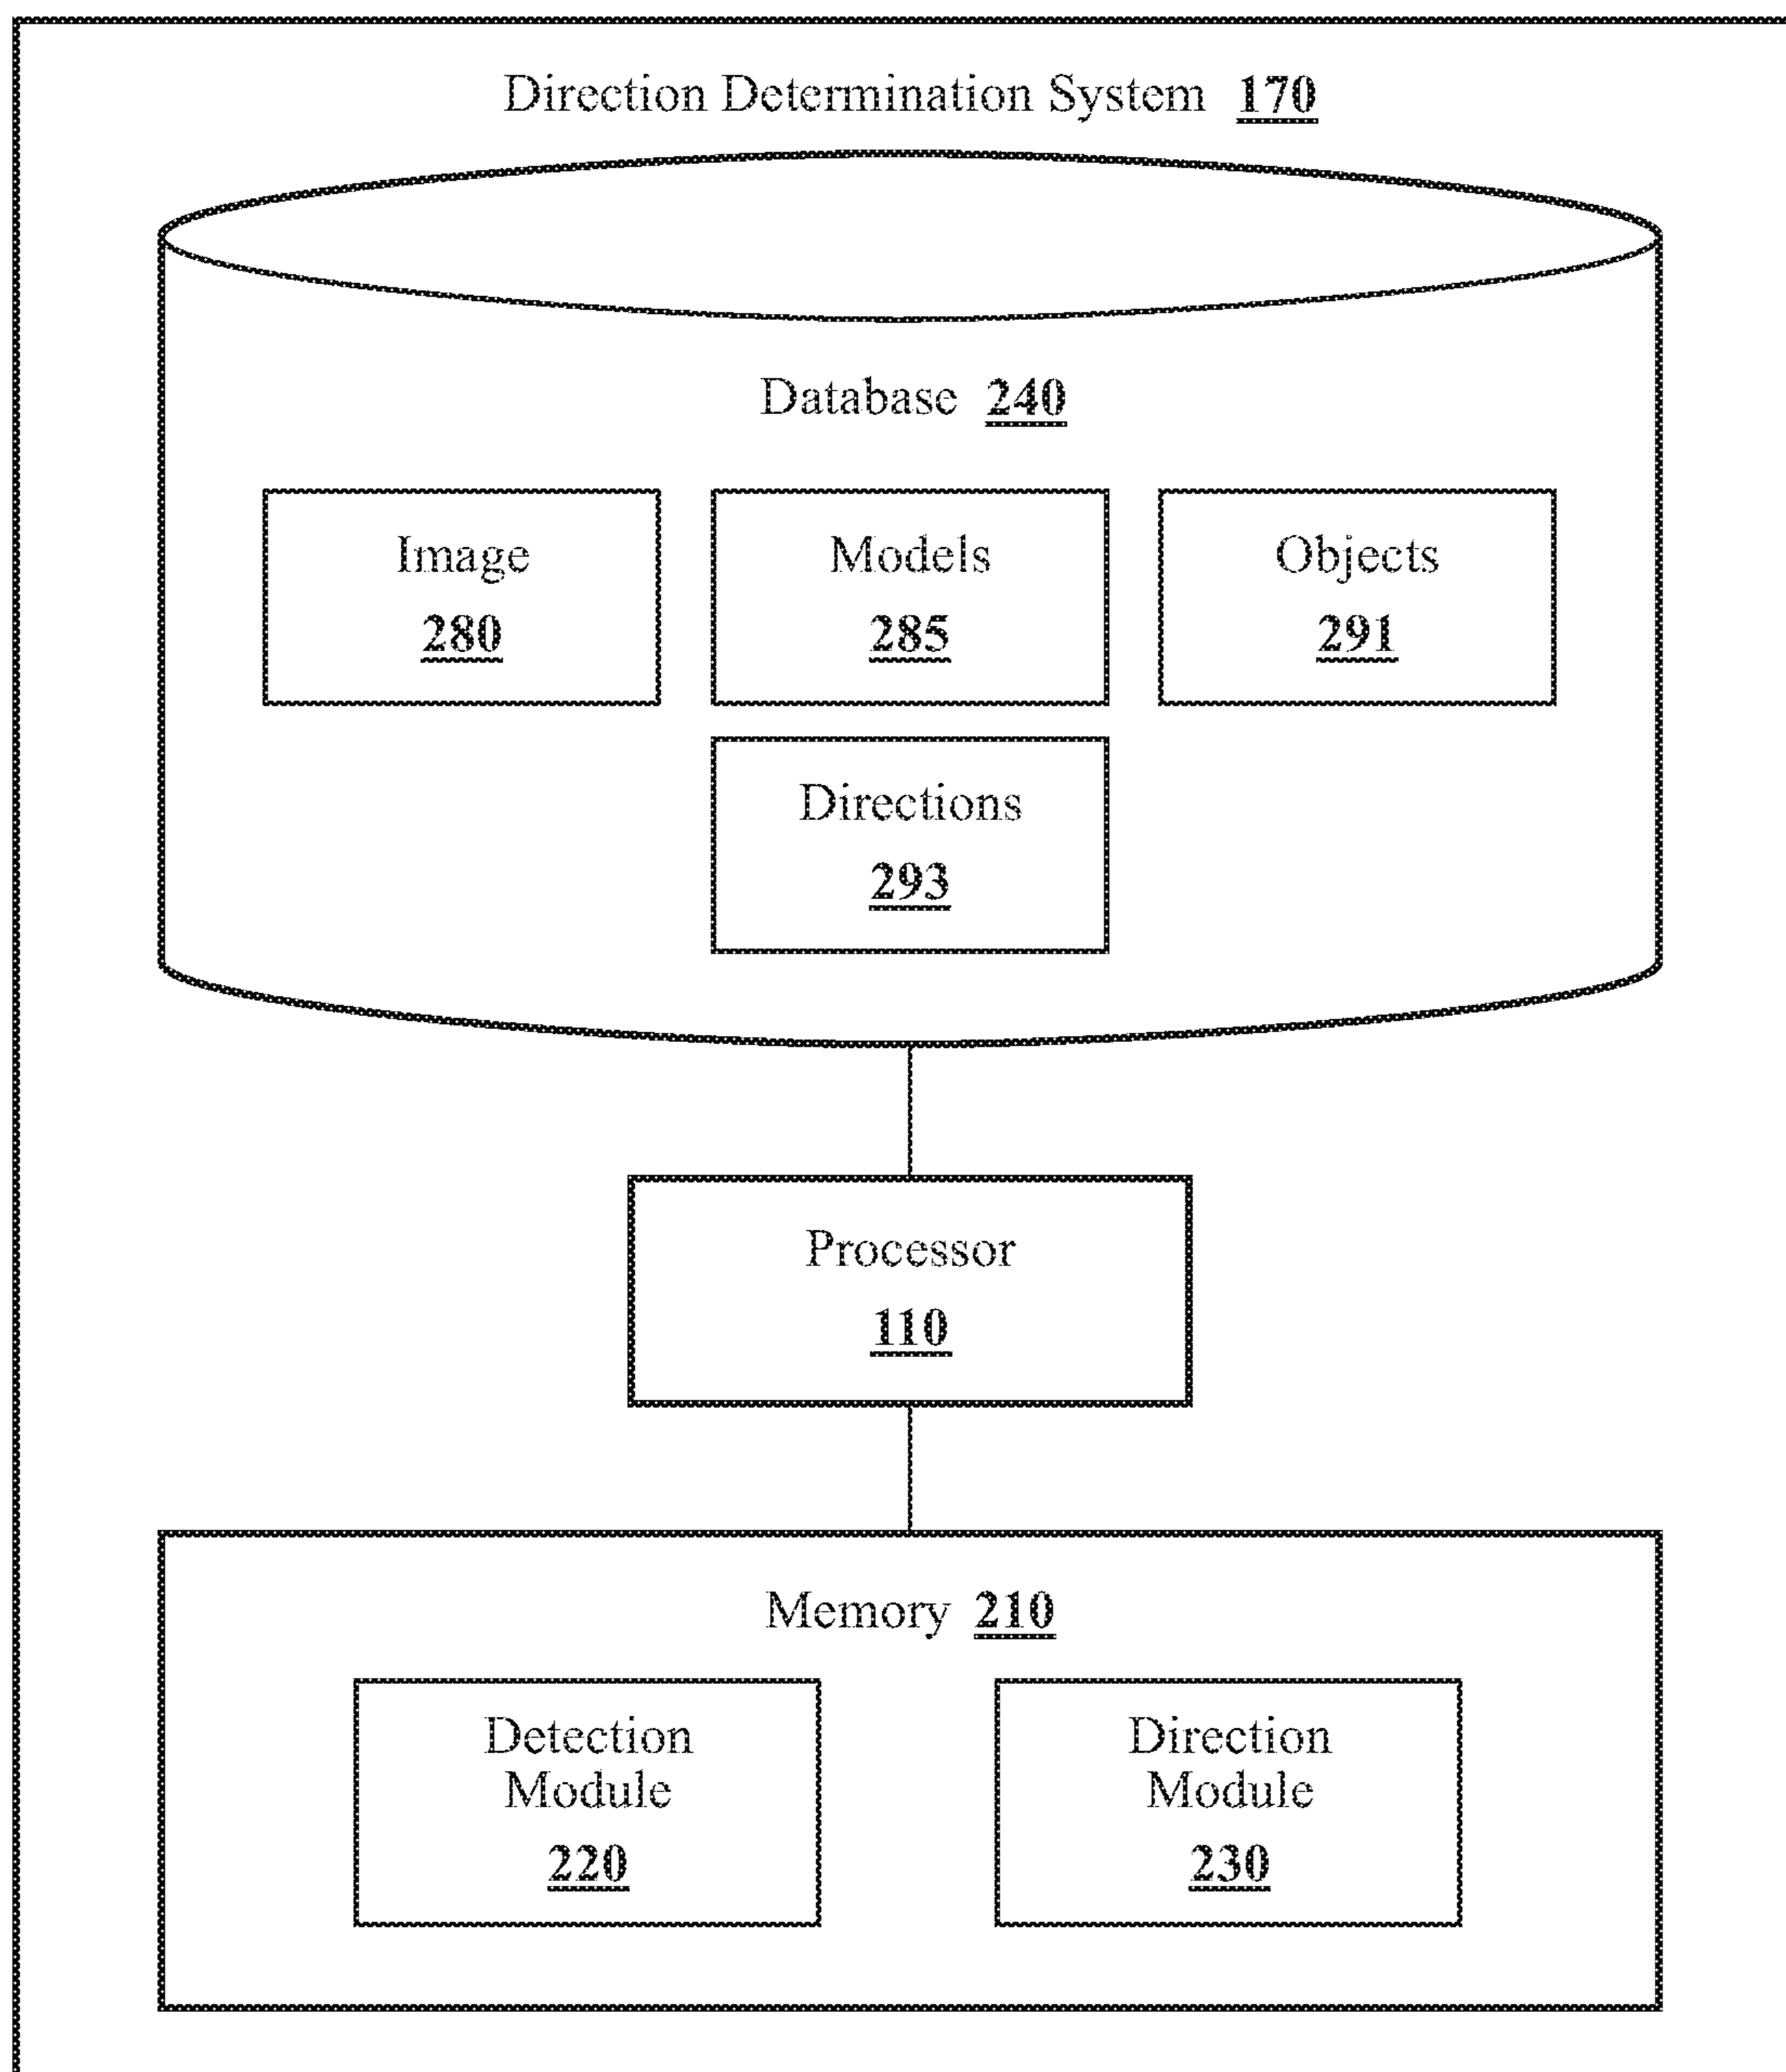 Direction Determination System 170
Database 240
Image
280
Models
285
Objects
291
Directions
293
Processor
110
Memory 210
Detection
Module
220
Direction
Module
230